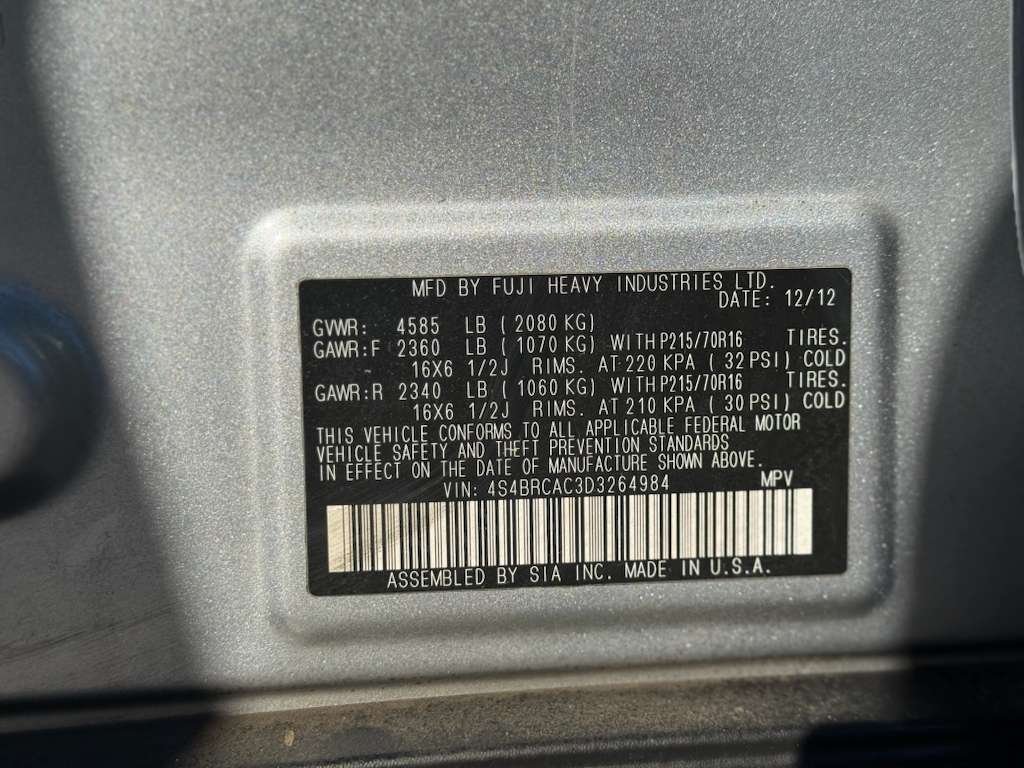 MFD BY FUJI HEAVY INDUSTRIES LTD.
DATE: 12/12
GVWR: 4585 LB ( 2080 KG)
GAWR:F 2360 LB ( 1070 KG) WITH P215/70R16 TIRES.
16X6 1/2J RIMS. AT 220 KPA ( 32 PSI) COLD
GAWR:R 2340 LB ( 1060 KG) WITH P215/70R16 TIRES.
16X6 1/2J RIMS. AT 210 KPA ( 30 PSI) COLD
THIS VEHICLE CONFORMS TO ALL APPLICABLE FEDERAL MOTOR
VEHICLE SAFETY AND THEFT PREVENTION STANDARDS
IN EFFECT ON THE DATE OF MANUFACTURE SHOWN ABOVE.
VIN: 4S4BRCAC3D3264984 MPV
ASSEMBLED BY SIA INC. MADE IN U.S.A.